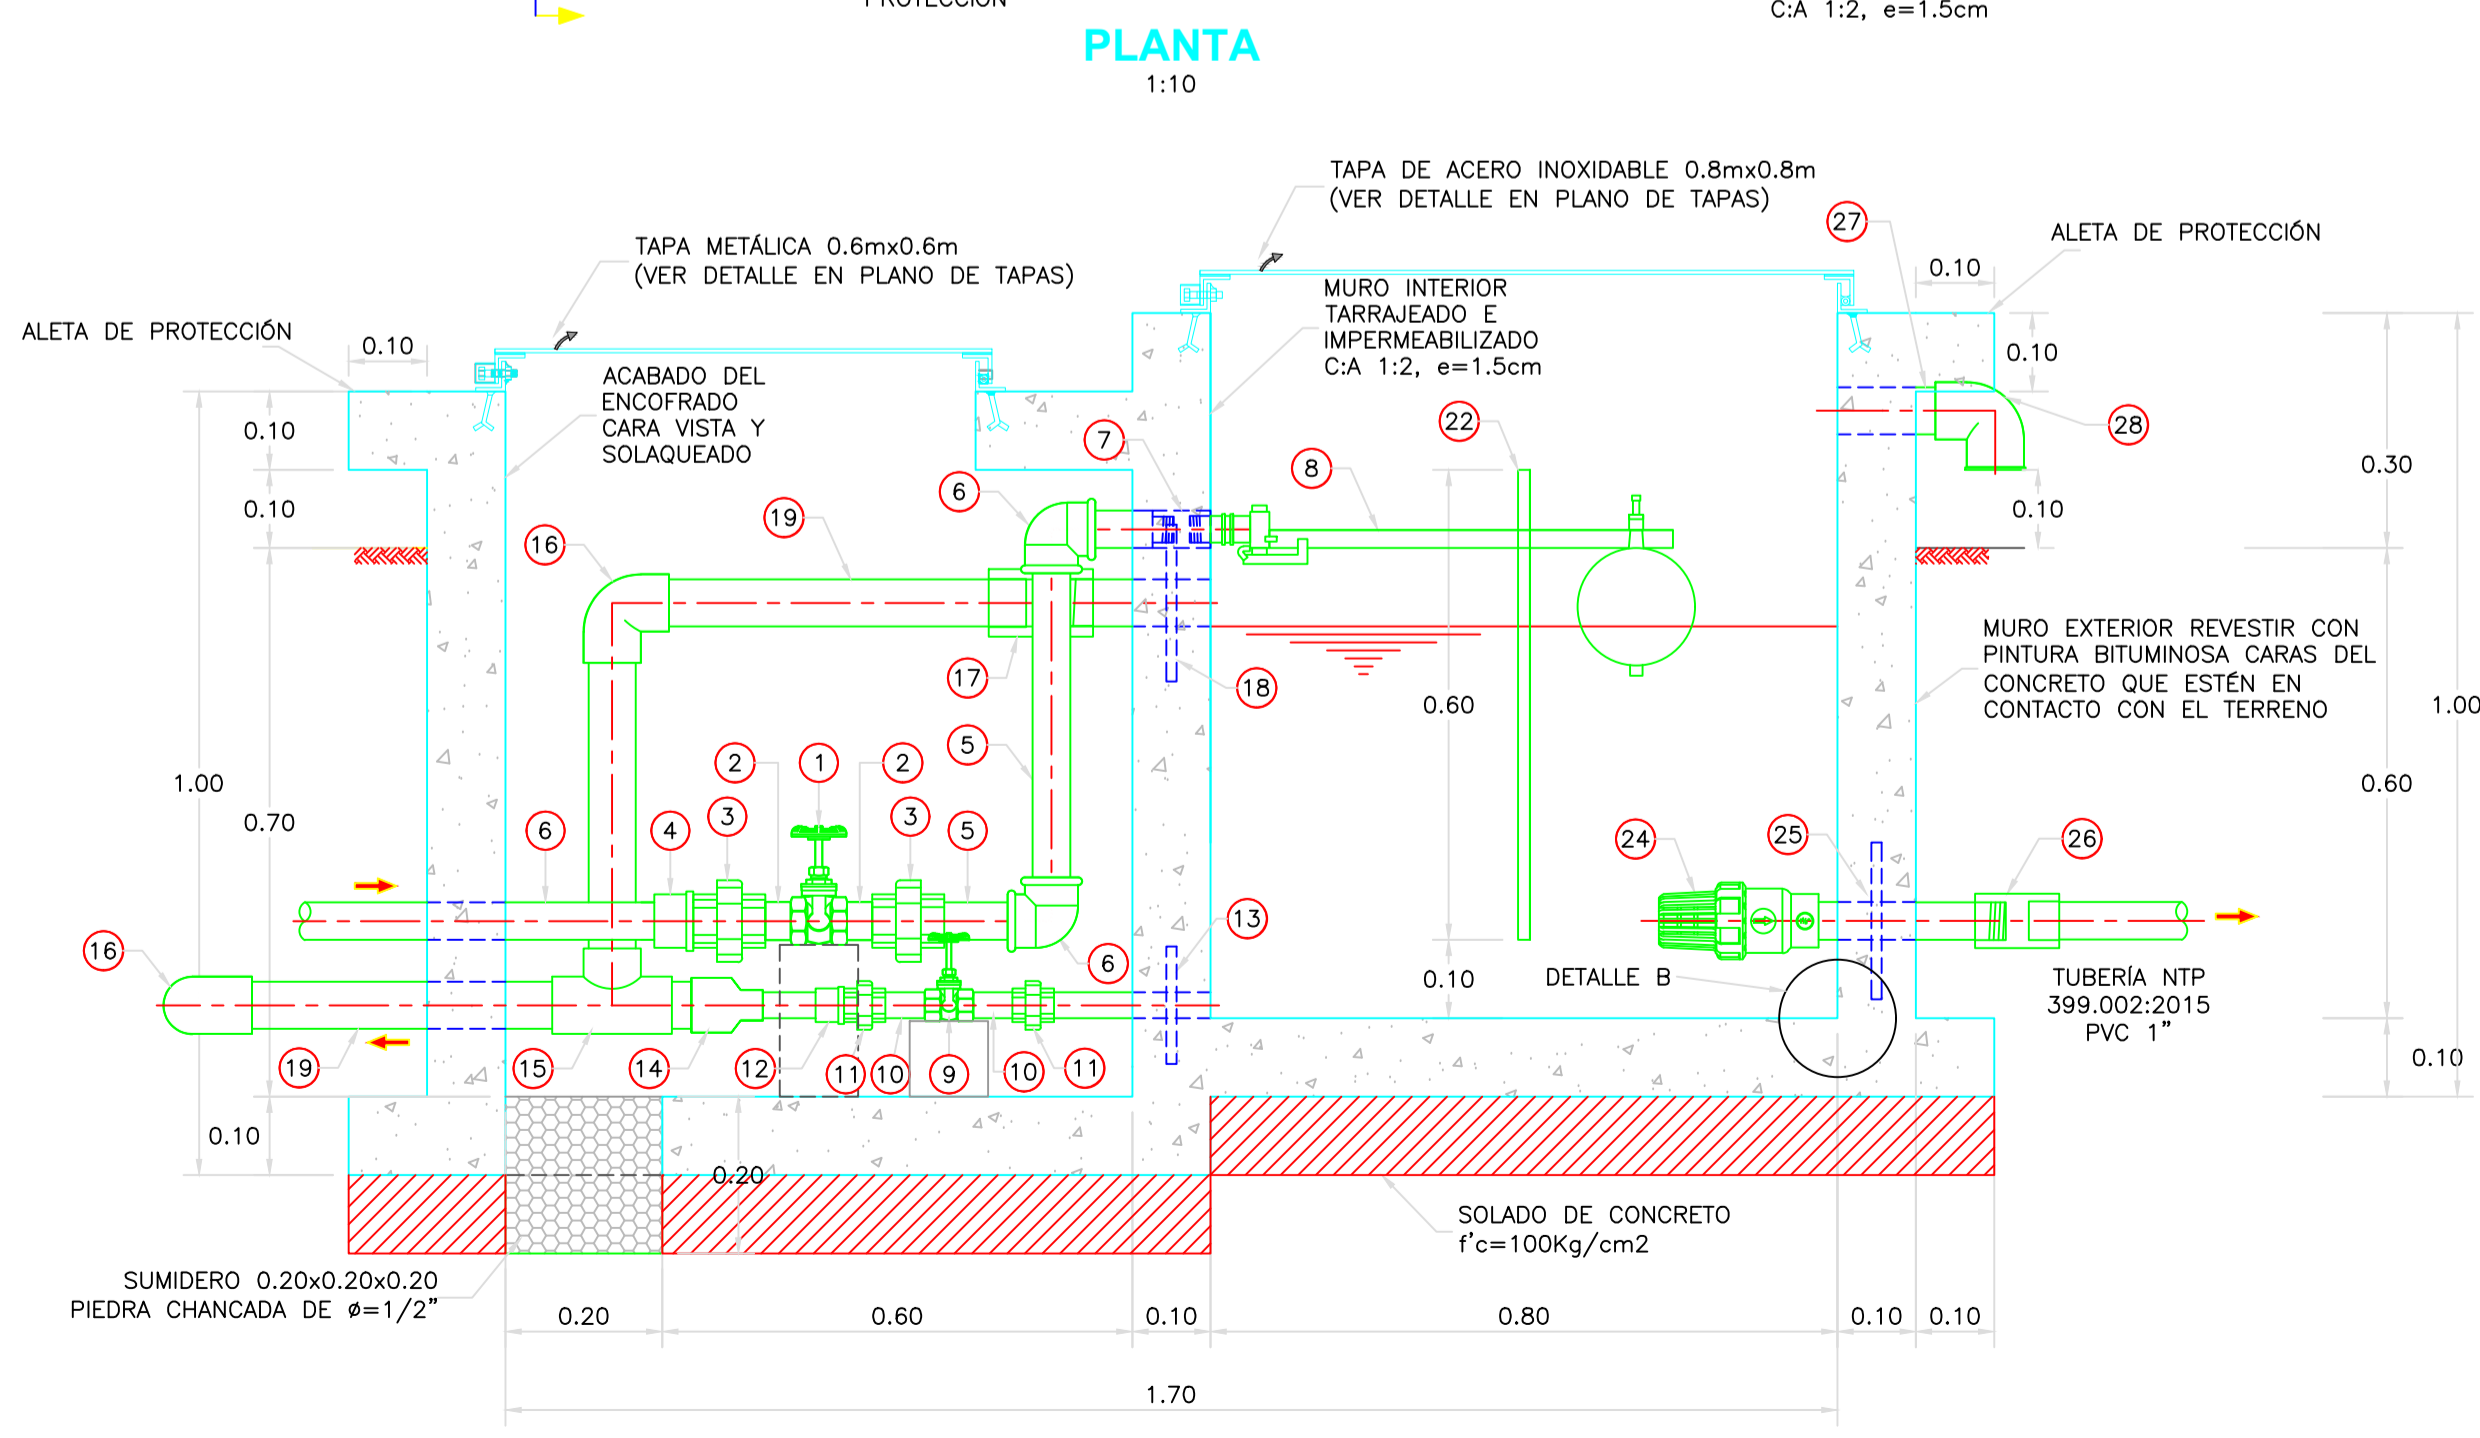 PROTECCIÓN
C:A 1:2, e=1.5cm
PLANTA
1:10
TAPA DE ACERO INOXIDABLE 0.8mx0.8m
(VER DETALLE EN PLANO DE TAPAS)
27
ALETA DE PROTECCIÓN
TAPA METÁLICA 0.6mx0.6m
(VER DETALLE EN PLANO DE TAPAS)
0.10
MURO INTERIOR
TARRAJEADO E
IMPERMEABILIZADO
C:A 1:2, e=1.5cm
ALETA DE PROTECCIÓN
0.10
0.10
ACABADO DEL
ENCOFRADO
CARA VISTA Y
SOLAQUEADO
0.10
22
28
7
8
0.30
6
0.10
0.10
19
16
MURO EXTERIOR REVESTIR CON
PINTURA BITUMINOSA CARAS DEL
CONCRETO QUE ESTÉN EN
CONTACTO CON EL TERRENO
17
18
0.60
1.00
5
2
1
2
1.00
0.60
0.70
3
3
6
4
5
24
25
26
13
16
6
0.10
DETALLE B
TUBERÍA NTP
399.002:2015
PVC 1"
19
15
14
12
11
10
9
10
11
0.10
0.10
0.20
SOLADO DE CONCRETO
f'c=100Kg/cm2
SUMIDERO 0.20x0.20x0.20
PIEDRA CHANCADA DE ø=1/2"
0.20
0.60
0.10
0.80
0.10
0.10
1.70